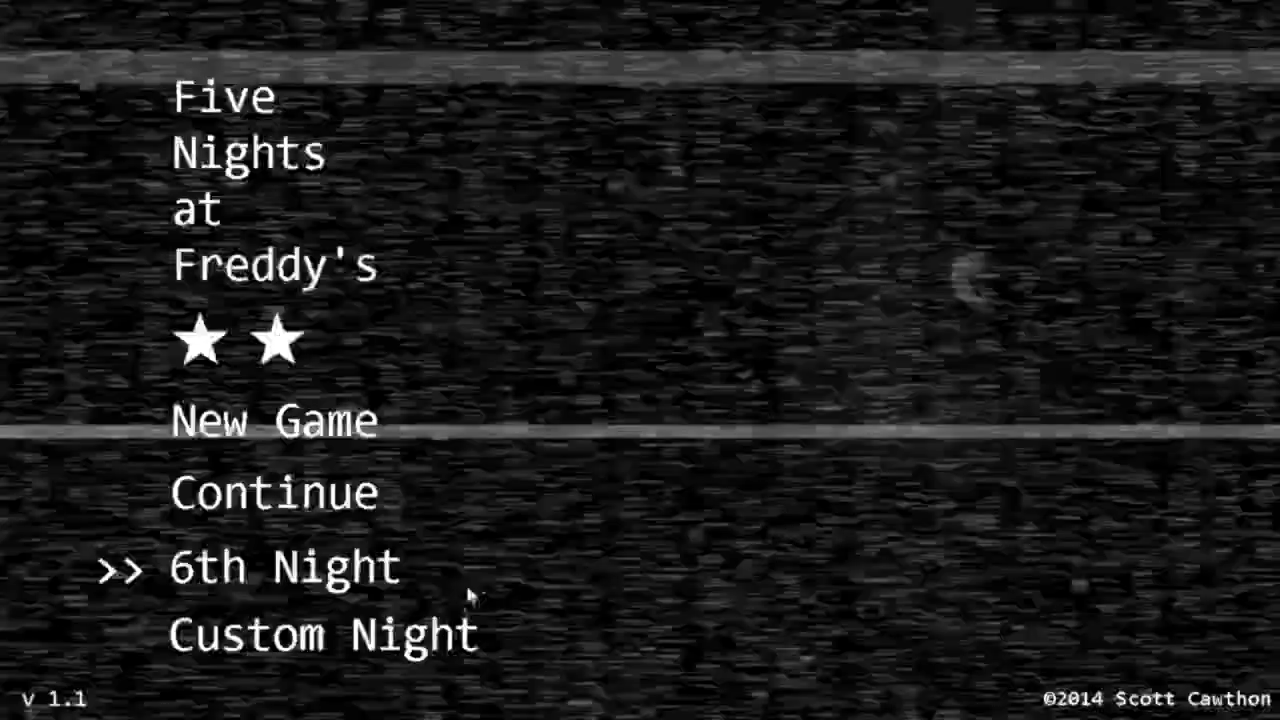 Five
Nights
at
Freddy's
New Game
Continue
>> 6th Night
Custom Night
v 1.1
©2014 Scott Cawthon